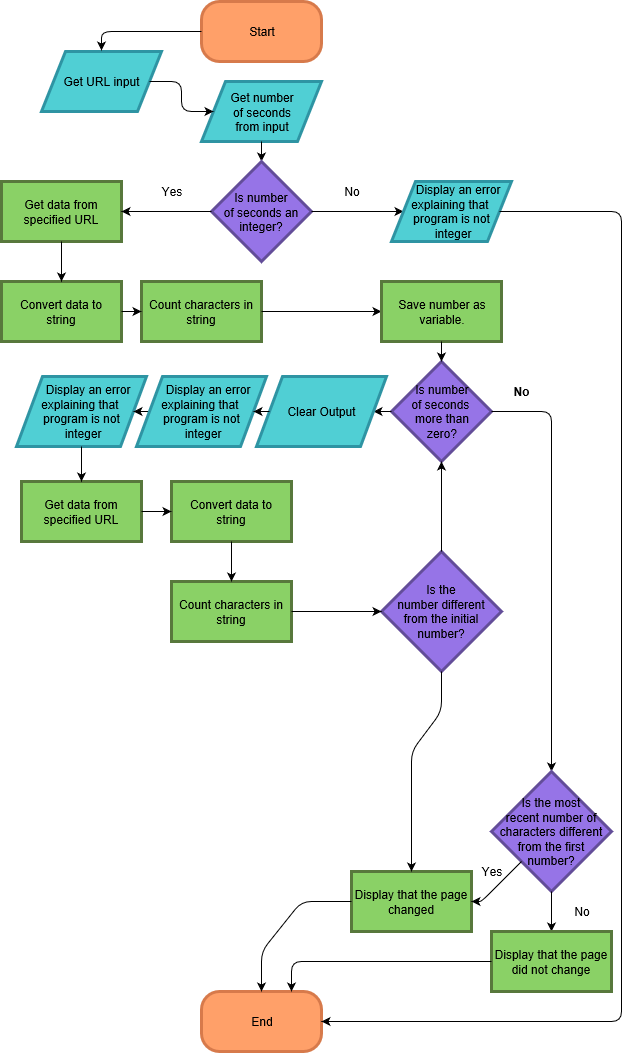 Start
Get URL input
Get number
of seconds
from input
Is number
of seconds an
integer?
Yes
No
Get data from
specified URL
Display an error
explaining that
program is not
integer
Convert data to
string
Count characters in
string
Save number as
variable.
Is number
of seconds
more than
zero?
No
Clear Output
Display an error
explaining that
program is not
integer
Display an error
explaining that
program is not
integer
Get data from
specified URL
Convert data to
string
Count characters in
string
Is the
number different
from the initial
number?
Is the most
recent number of
characters different
from the first
number?
Yes
No
Display that the page
changed
Display that the page
did not change
End